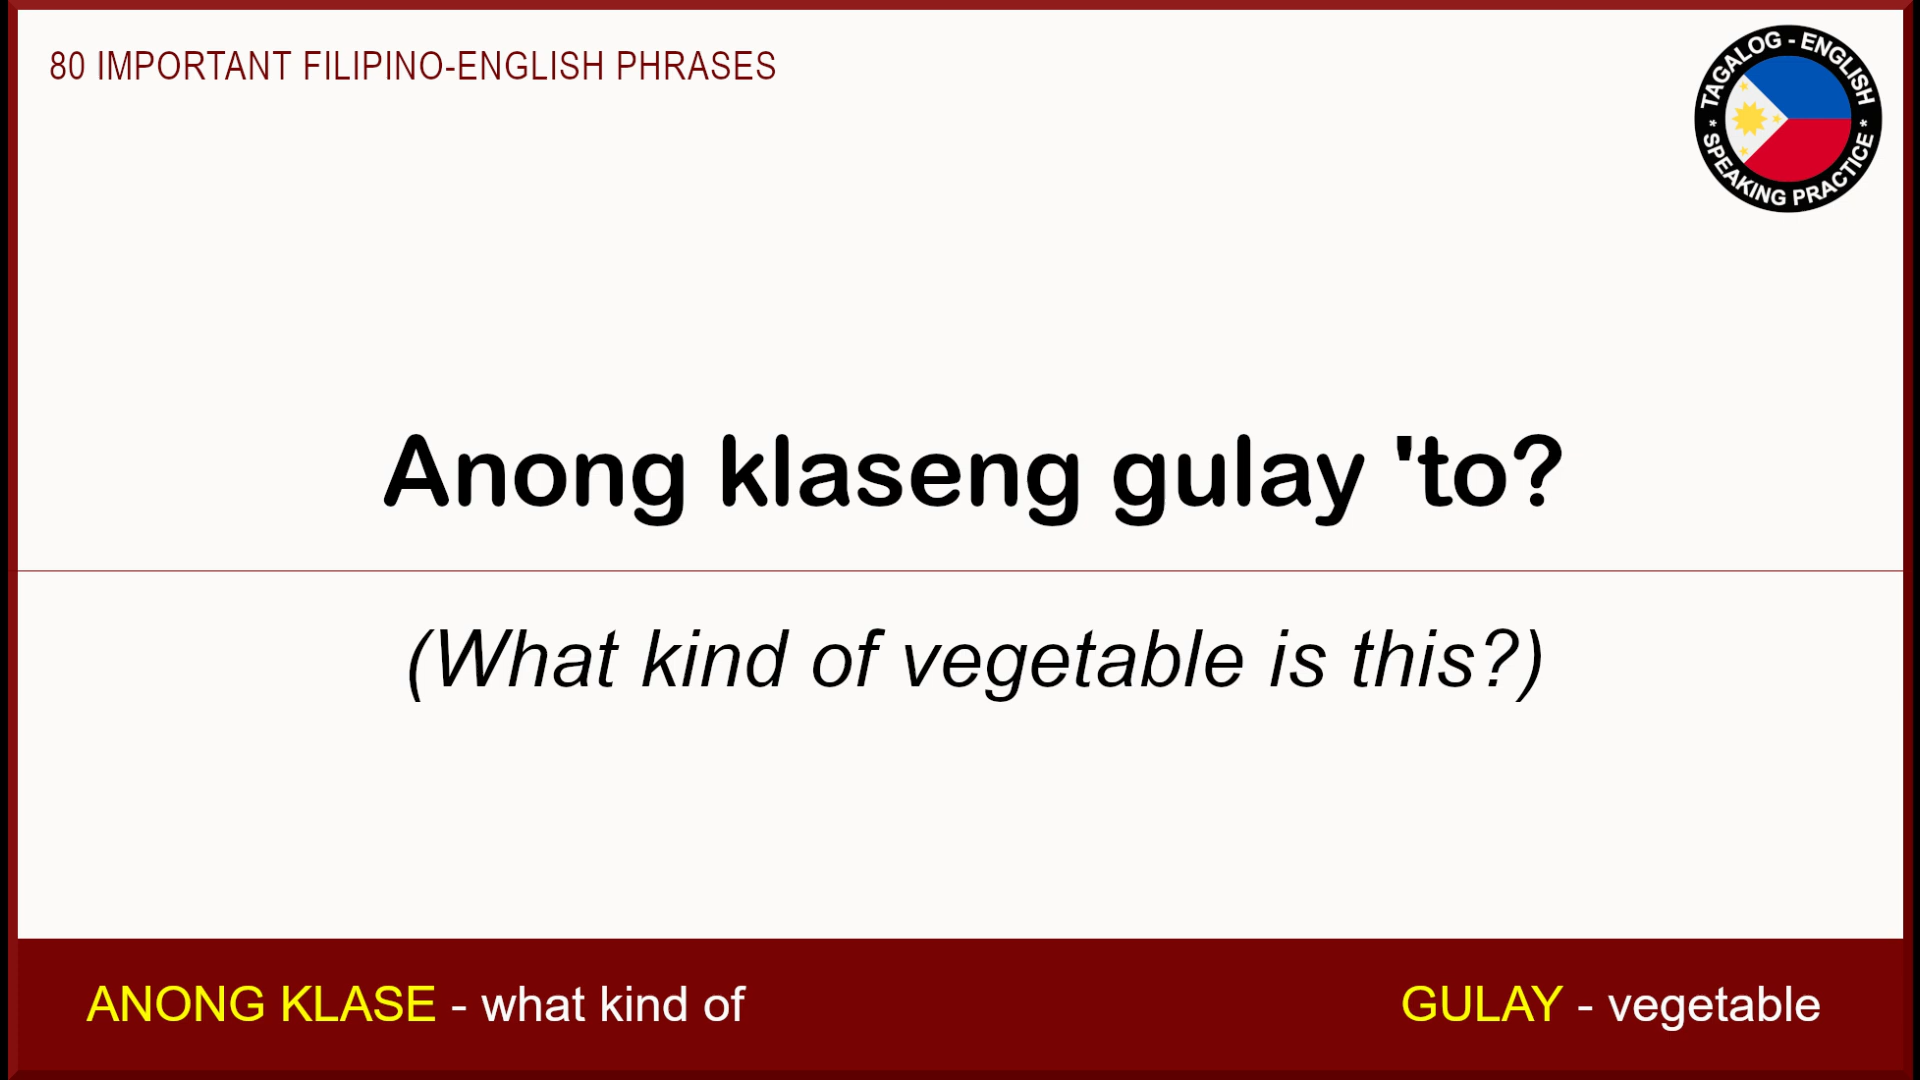 80 IMPORTANT FILIPINO-ENGLISH PHRASES
TAGALOG - ENGLISH
* SPEAKING PRACTICE *
Anong klaseng gulay 'to?
(What kind of vegetable is this?)
ANONG KLASE - what kind of
GULAY - vegetable